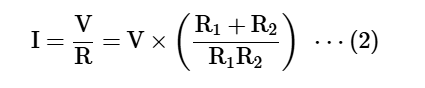 I = V/R = V × ( (R₁ + R₂)/(R₁R₂) ) ⋯ (2)